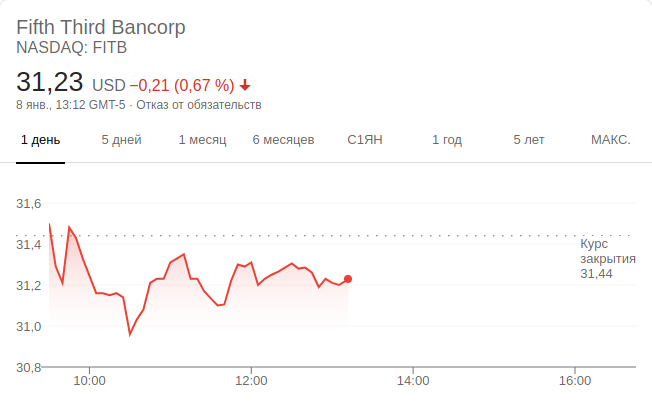 Fifth Third Bancorp
NASDAQ: FITB
31,23 USD −0,21 (0,67 %)
8 янв., 13:12 GMT-5 · Отказ от обязательств
1 день 5 дней 1 месяц 6 месяцев С1ЯН 1 год 5 лет МАКС.
31,6
31,4
31,2
31,0
30,8
Курс
закрытия
31,44
10:00 12:00 14:00 16:00